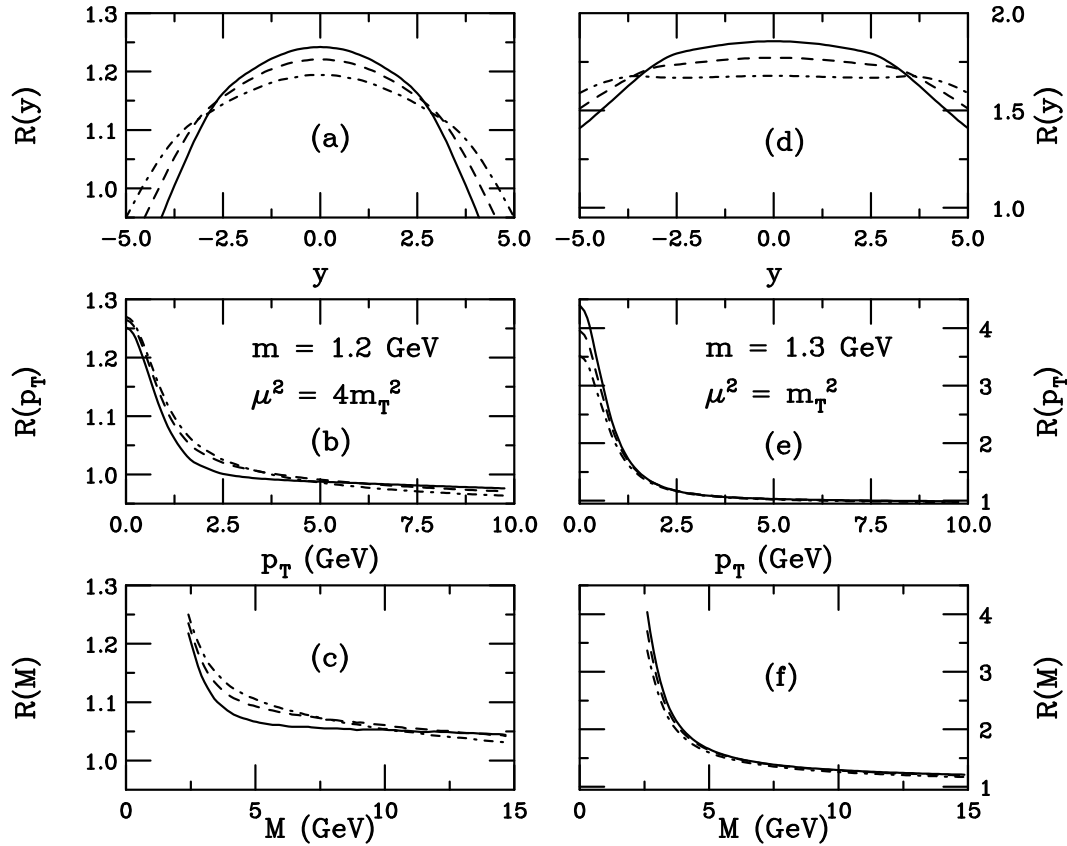 1.3 2.0
R(y) 1.2 1.1 1.0 (a) (d) 1.5 1.0 R(y)
−5.0 −2.5 0.0 2.5 5.0 −5.0 −2.5 0.0 2.5 5.0
y y
1.3 4
R(p_T) 1.2 1.1 1.0 3 2 1 R(p_T)
m = 1.2 GeV m = 1.3 GeV
μ² = 4m_T² μ² = m_T²
(b) (e)
0.0 2.5 5.0 7.5 10.0 0.0 2.5 5.0 7.5 10.0
p_T (GeV) p_T (GeV)
1.3 4
R(M) 1.2 1.1 1.0 (c) (f) 3 2 1 R(M)
0 5 10 15 0 5 10 15
M (GeV) M (GeV)